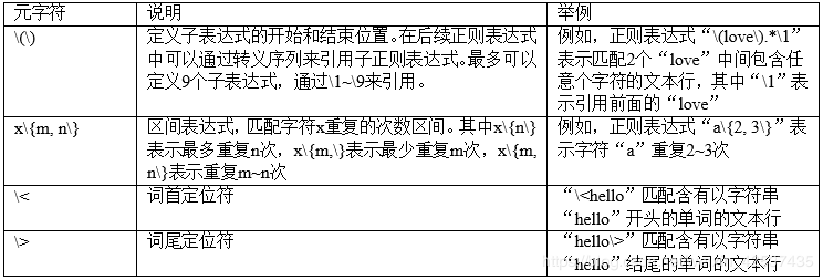 元字符 说明 举例
\(\) 定义子表达式的开始和结束位置。在后续正则表达式 例如，正则表达式“\(love\).*\1”
中可以通过转义序列来引用子正则表达式。最多可以 表示匹配2个“love”中间包含任
定义9个子表达式，通过\1~\9来引用。 意个字符的文本行，其中“\1”表
示引用前面的“love”
x\{m, n\} 区间表达式，匹配字符x重复的次数区间。其中x\{n\} 例如，正则表达式“a\{2, 3\}”表
表示最多重复n次，x\{m,\}表示最少重复m次，x\{m, 示字符“a”重复2~3次
n\}表示重复m~n次
\< 词首定位符 “\<hello”匹配含有以字符串
“hello”开头的单词的文本行
\> 词尾定位符 “hello\>”匹配含有以字符串
“hello”结尾的单词的文本行